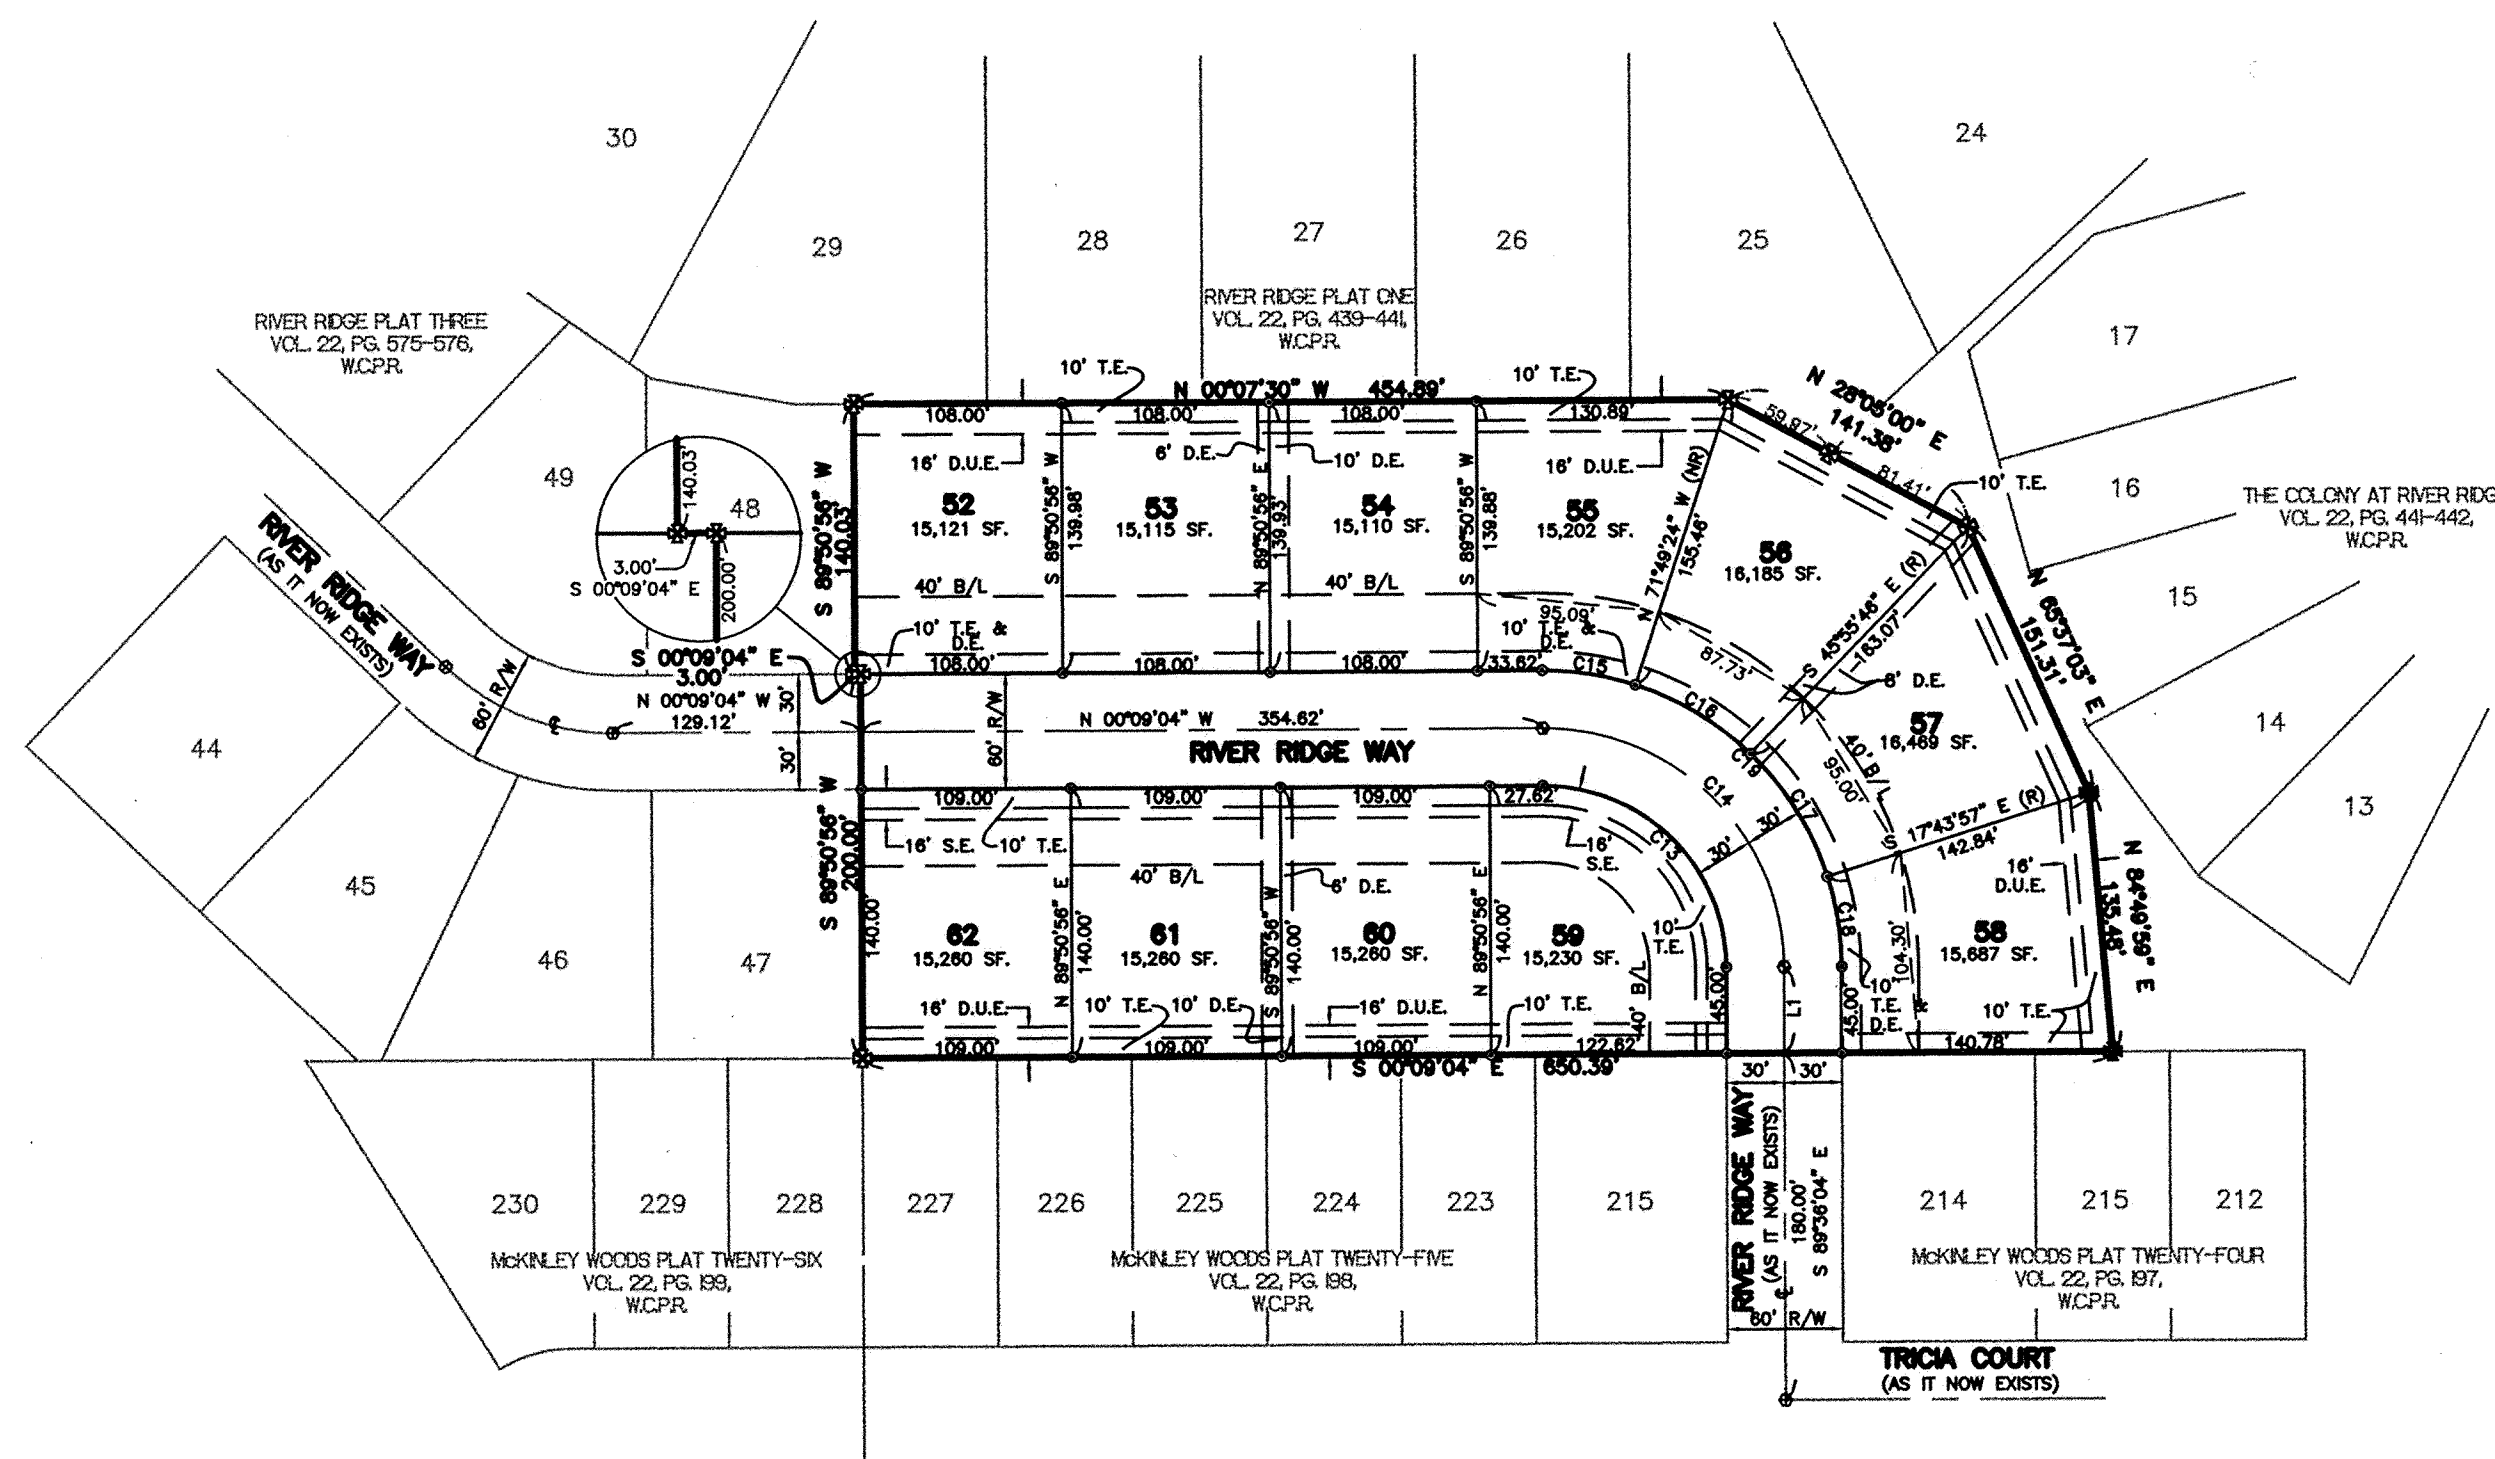 30
24
29
28
27
26
25
RIVER RIDGE PLAT THREE
VOL. 22, PG. 575-576,
W.C.P.R.
RIVER RIDGE PLAT ONE
VOL. 22, PG. 439-441,
W.C.P.R.
17
16
THE COLONY AT RIVER RIDG
VOL. 22, PG. 441-442,
W.C.P.R.
15
14
13
10' T.E.
N 00°07'30" W 454.89'
10' T.E.
N 28°05'00" E
141.38'
59.97'
81.41'
10' T.E.
108.00'
108.00'
108.00'
130.89'
16' D.U.E.
6' D.E.
10' D.E.
16' D.U.E.
49
48
140.03'
3.00'
S 00°09'04" E
200.00'
S 89°50'56" W
140.03'
52
15,121 SF.
S 89°50'56" W
139.98'
53
15,115 SF.
N 89°50'56" E
139.93'
54
15,110 SF.
S 89°50'56" W
139.88'
55
15,202 SF.
N 71°49'24" W (NR)
155.46'
56
16,185 SF.
S 45°55'46" E (R)
163.07'
N 65°37'03" E
151.31'
40' B/L
40' B/L
95.09'
87.73'
10' T.E. &
D.E.
10' T.E. &
D.E.
108.00'
108.00'
108.00'
33.62'
C15
C16
C19
C17
C14
C13
C18
6' D.E.
57
16,469 SF.
40' B/L
95.00'
S 17°43'57" E (R)
142.84'
RIVER RIDGE WAY
(AS IT NOW EXISTS)
60' R/W
℄
S 00°09'04" E
3.00'
N 00°09'04" W
129.12'
30'
30'
60' R/W
N 00°09'04" W 354.62'
RIVER RIDGE WAY
30'
30'
44
45
46
47
S 89°50'56" W
200.00'
109.00'
109.00'
109.00'
27.62'
16' S.E.
10' T.E.
40' B/L
6' D.E.
16'
S.E.
140.00'
62
15,260 SF.
N 89°50'56" E
140.00'
61
15,260 SF.
S 89°50'56" W
140.00'
60
15,260 SF.
N 89°50'56" E
140.00'
59
15,230 SF.
10'
T.E.
40' B/L
45.00'
L1
45.00'
10'
T.E. &
D.E.
104.30'
58
15,687 SF.
16'
D.U.E.
10' T.E.
N 84°49'59" E
135.48'
16' D.U.E.
10' T.E.
10' D.E.
16' D.U.E.
10' T.E.
109.00'
109.00'
109.00'
122.62'
140.78'
S 00°09'04" E 650.39'
30'
30'
RIVER RIDGE WAY
(AS IT NOW EXISTS)
℄
180.00'
S 89°36'04" E
60' R/W
230
229
228
227
226
225
224
223
215
214
215
212
McKINLEY WOODS PLAT TWENTY-SIX
VOL. 22, PG. 199,
W.C.P.R.
McKINLEY WOODS PLAT TWENTY-FIVE
VOL. 22, PG. 198,
W.C.P.R.
McKINLEY WOODS PLAT TWENTY-FOUR
VOL. 22, PG. 197,
W.C.P.R.
TRICIA COURT
(AS IT NOW EXISTS)